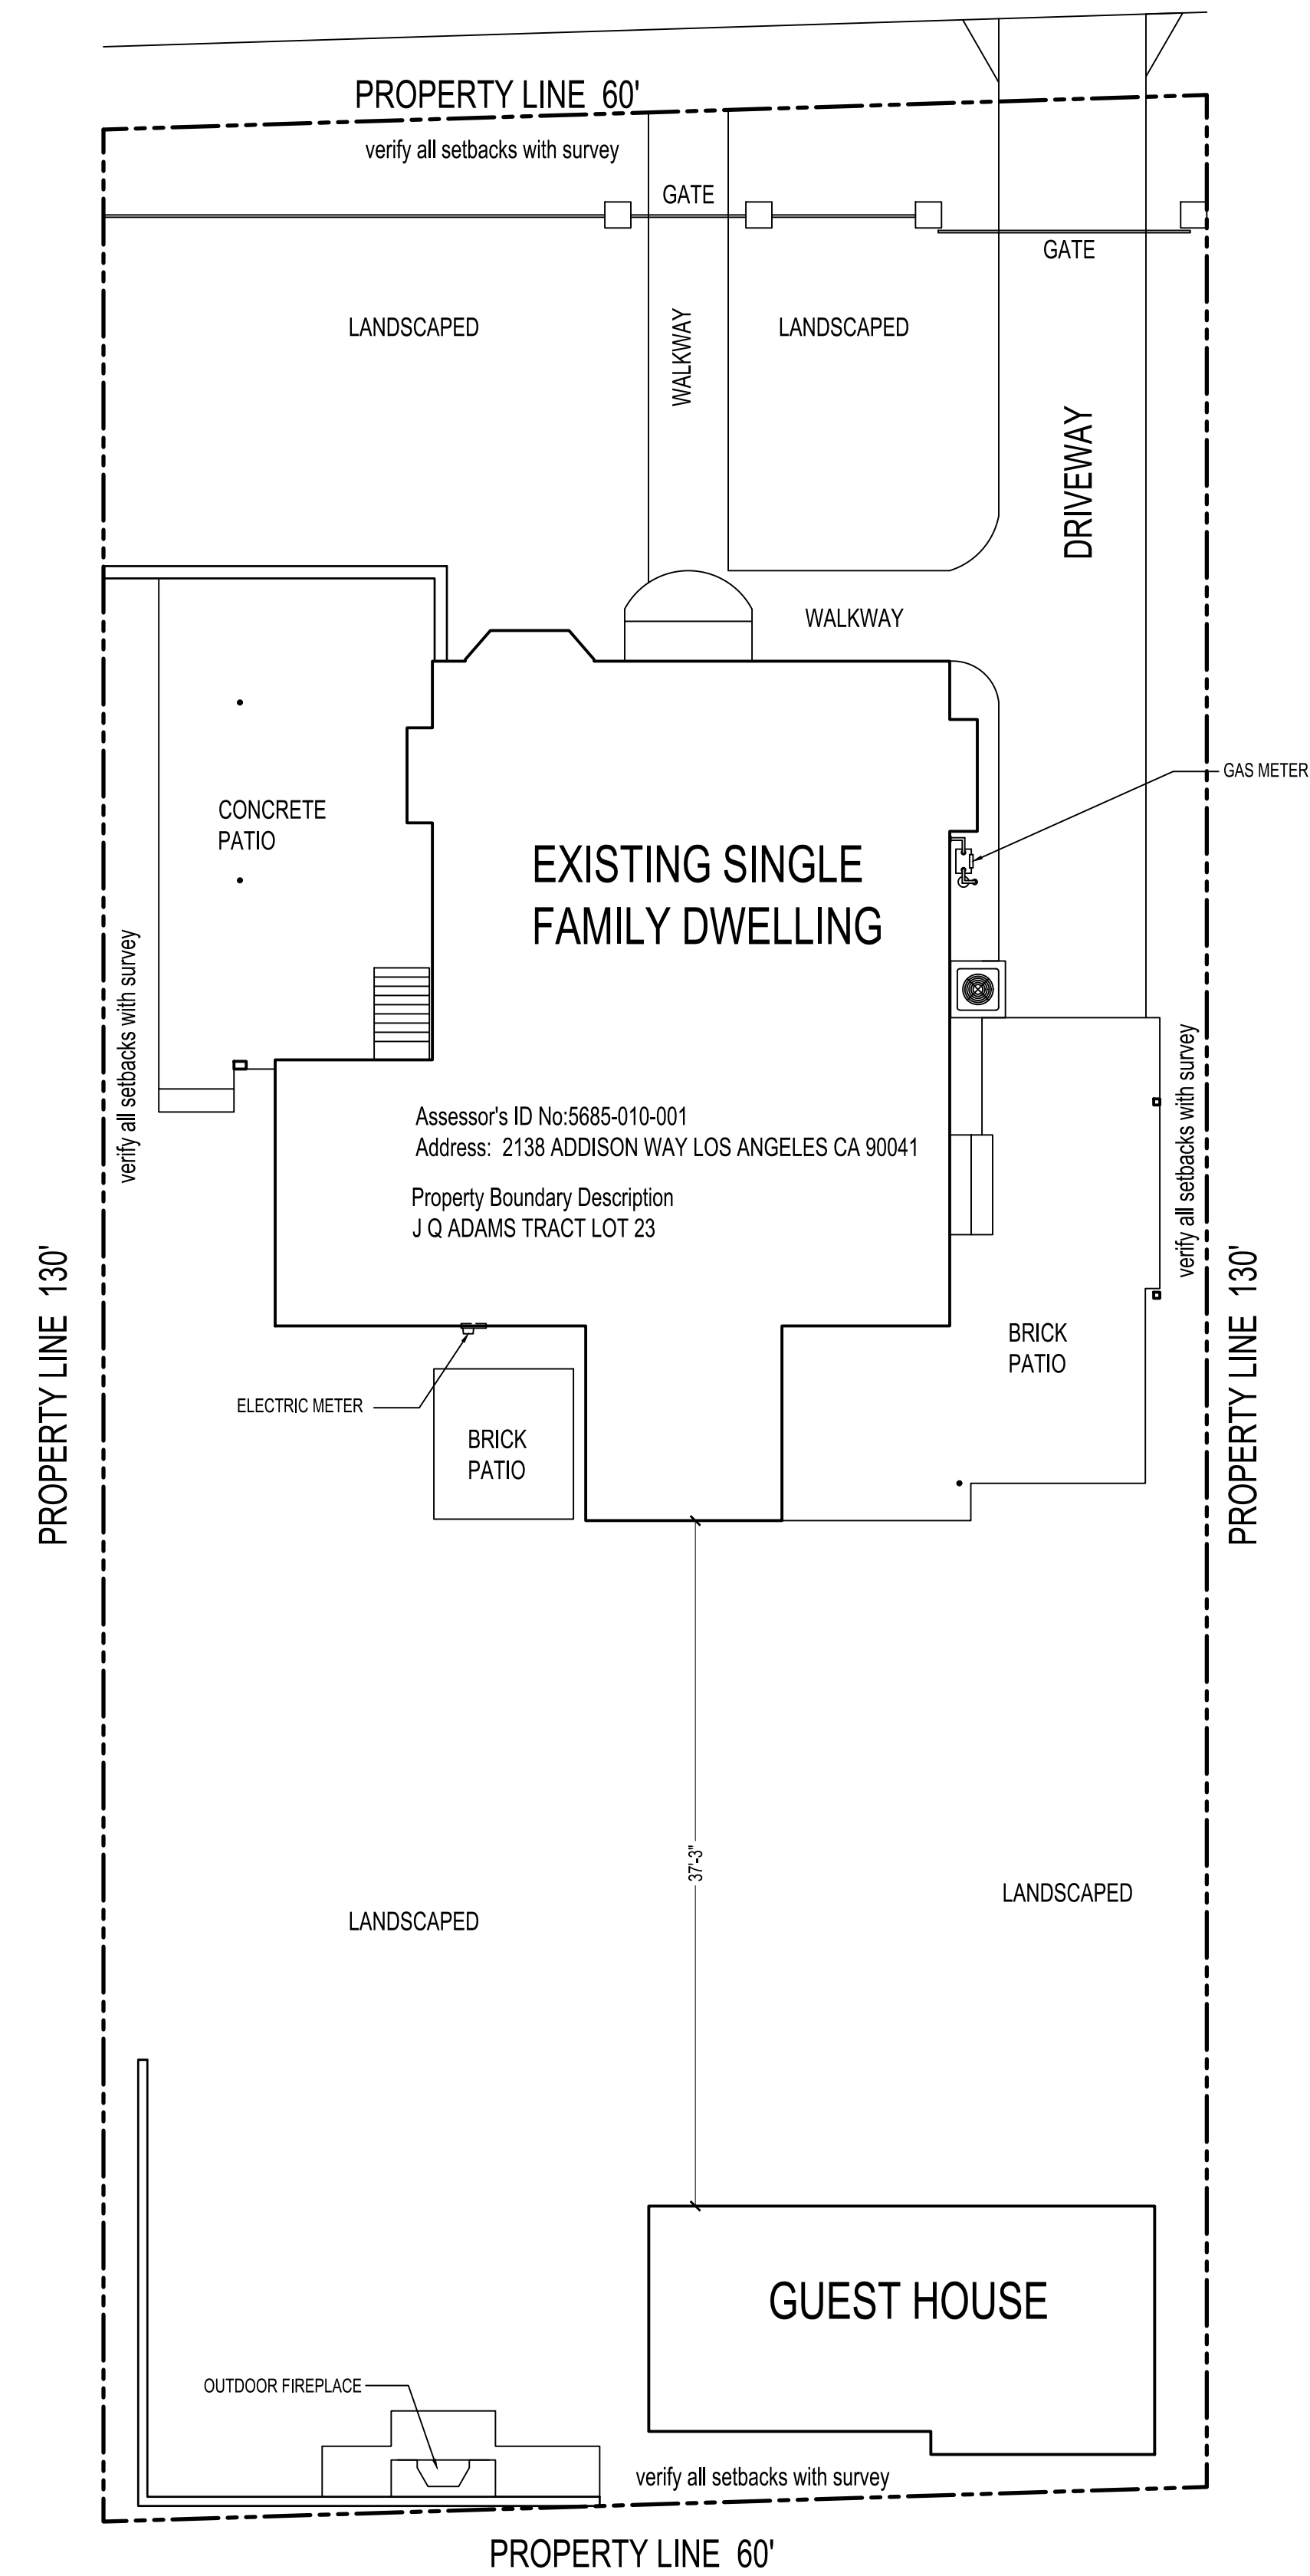 PROPERTY LINE 60'
verify all setbacks with survey
GATE
GATE
LANDSCAPED
WALKWAY
LANDSCAPED
DRIVEWAY
WALKWAY
GAS METER
CONCRETE
PATIO
EXISTING SINGLE
FAMILY DWELLING
verify all setbacks with survey
verify all setbacks with survey
Assessor's ID No:5685-010-001
Address: 2138 ADDISON WAY LOS ANGELES CA 90041
Property Boundary Description
J Q ADAMS TRACT LOT 23
PROPERTY LINE 130'
PROPERTY LINE 130'
BRICK
PATIO
ELECTRIC METER
BRICK
PATIO
37'-3"
LANDSCAPED
LANDSCAPED
GUEST HOUSE
OUTDOOR FIREPLACE
verify all setbacks with survey
PROPERTY LINE 60'